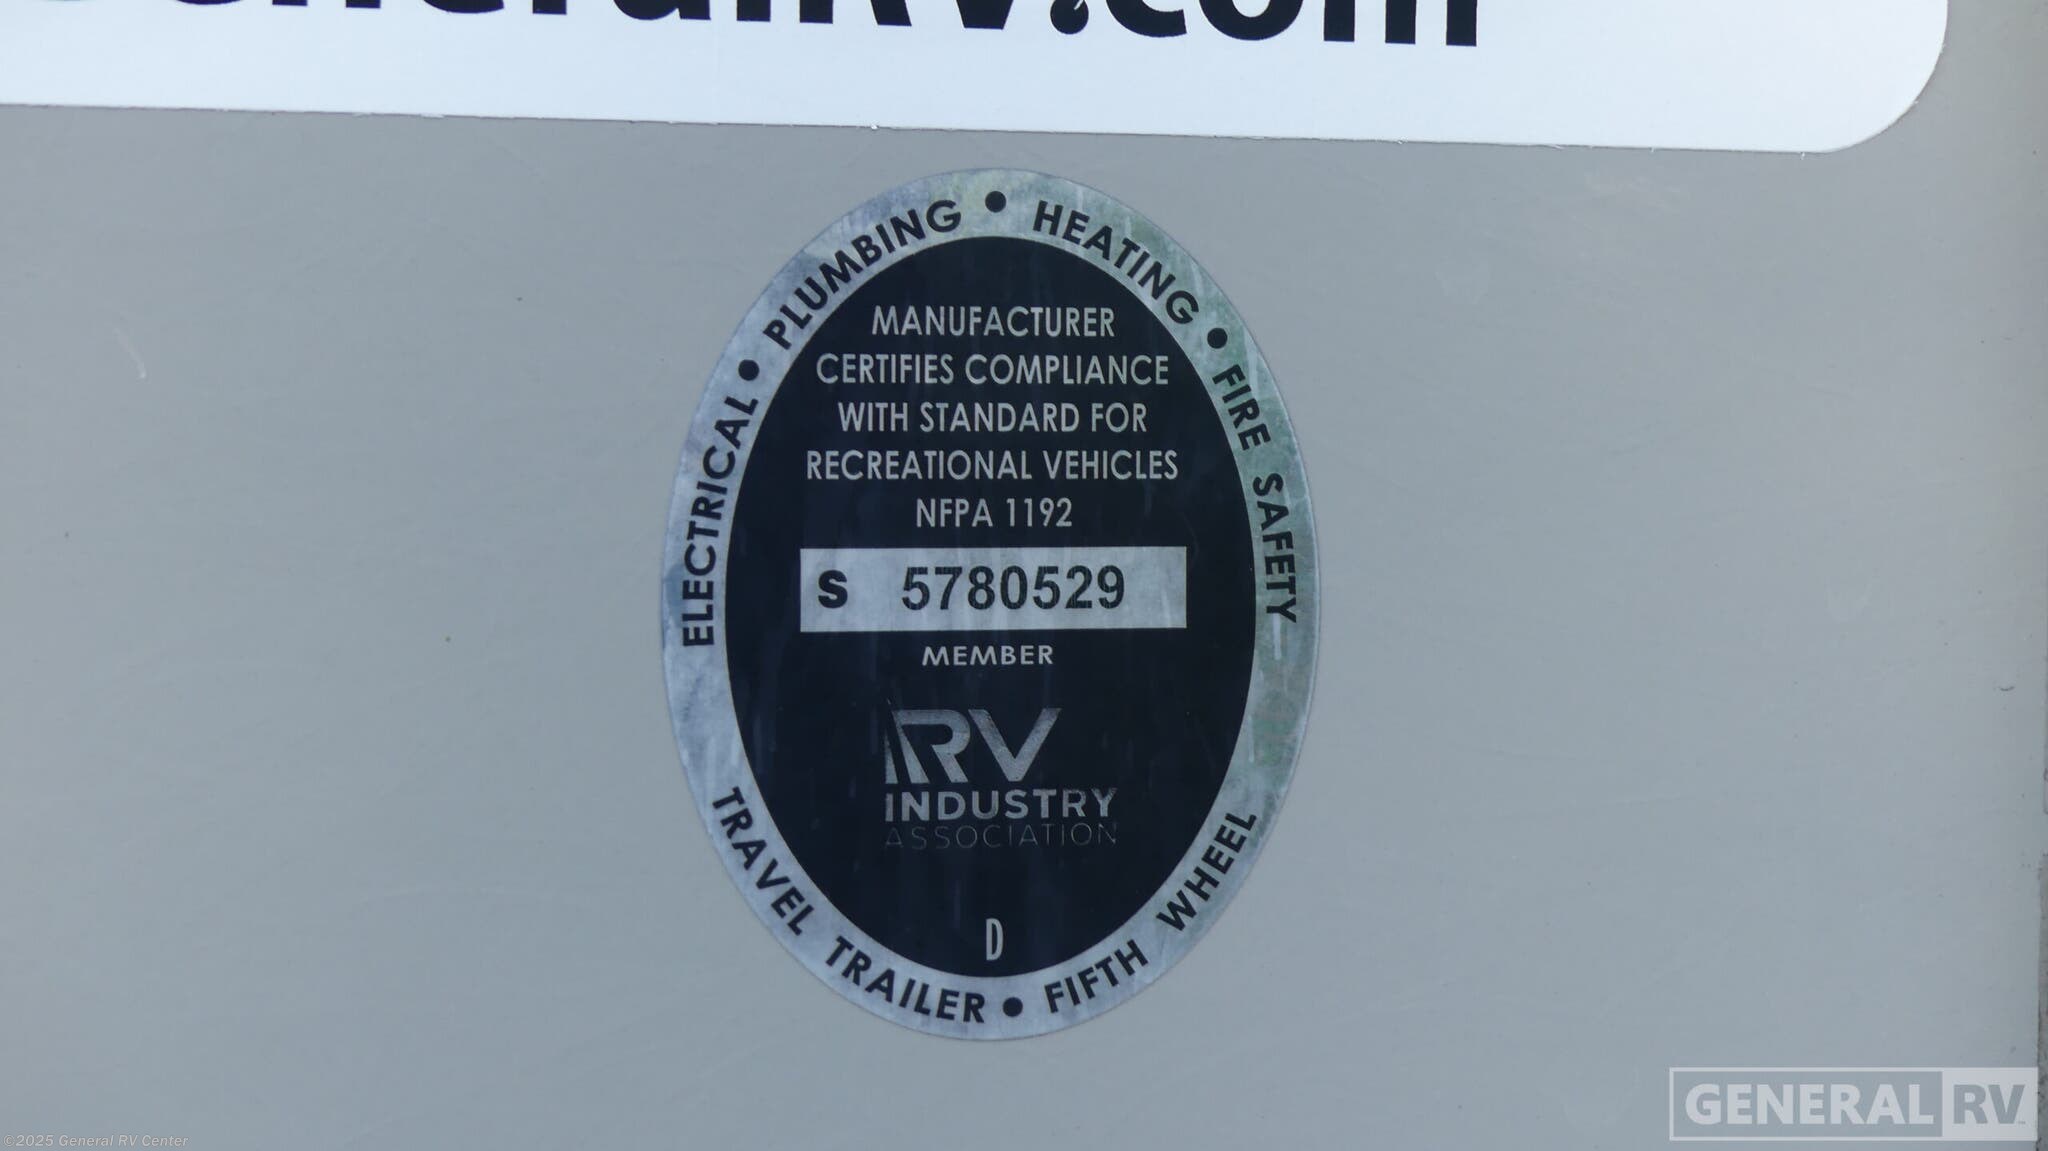 GeneralRV.com
ELECTRICAL • PLUMBING • HEATING • FIRE SAFETY
MANUFACTURER
CERTIFIES COMPLIANCE
WITH STANDARD FOR
RECREATIONAL VEHICLES
NFPA 1192
S 5780529
MEMBER
RV
INDUSTRY
ASSOCIATION
D
TRAVEL TRAILER • FIFTH WHEEL
GENERAL RV
©2025 General RV Center